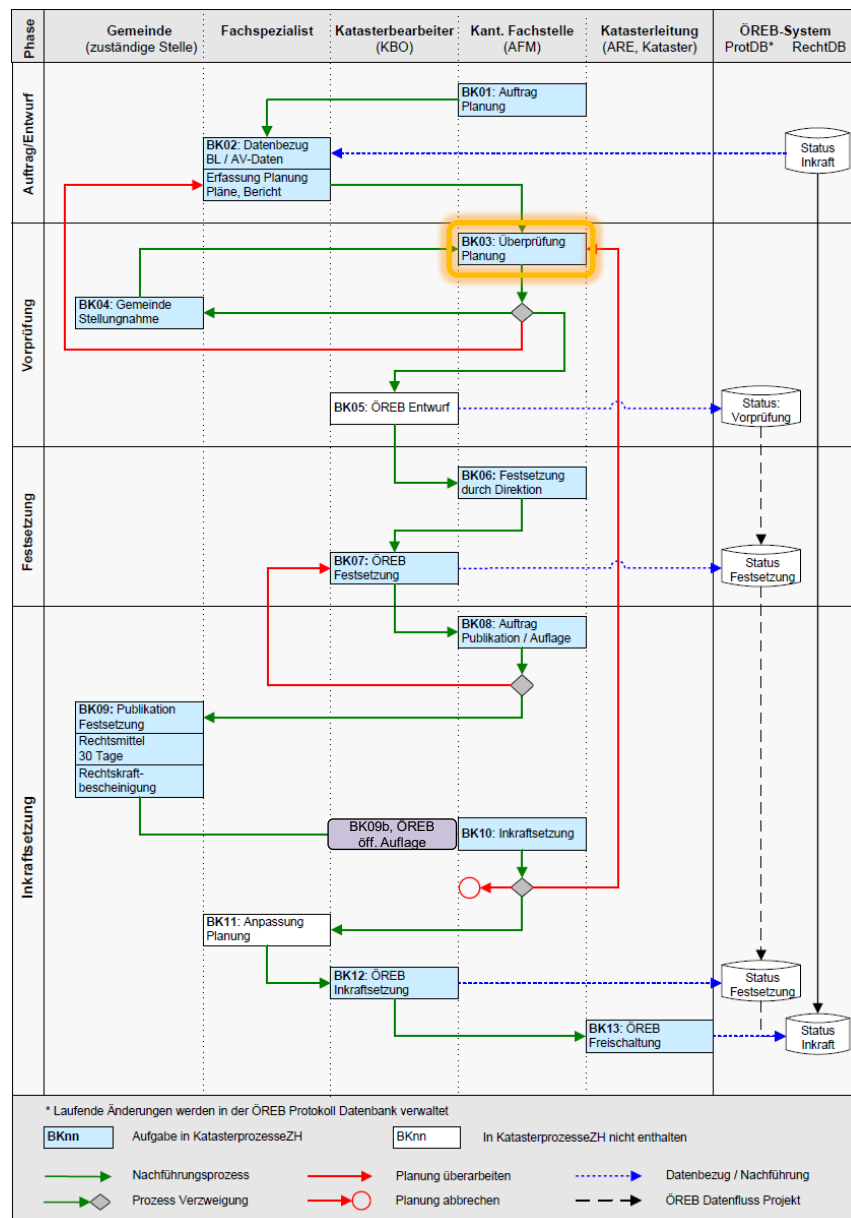 Phase
Gemeinde
(zuständige Stelle)
Fachspezialist
Katasterbearbeiter
(KBO)
Kant. Fachstelle
(AFM)
Katasterleitung
(ARE, Kataster)
ÖREB-System
ProtDB* RechtDB
Auftrag/Entwurf
BK01: Auftrag
Planung
BK02: Datenbezug
BL / AV-Daten
Erfassung Planung
Pläne, Bericht
Status
Inkraft
Vorprüfung
BK03: Überprüfung
Planung
BK04: Gemeinde
Stellungnahme
BK05: ÖREB Entwurf
Status:
Vorprüfung
Festsetzung
BK06: Festsetzung
durch Direktion
BK07: ÖREB
Festsetzung
Status
Festsetzung
Inkraftsetzung
BK08: Auftrag
Publikation / Auflage
BK09: Publikation
Festsetzung
Rechtsmittel
30 Tage
Rechtskraft-
bescheinigung
BK09b, ÖREB
öff. Auflage
BK10: Inkraftsetzung
BK11: Anpassung
Planung
BK12: ÖREB
Inkraftsetzung
Status
Festsetzung
BK13: ÖREB
Freischaltung
Status
Inkraft
* Laufende Änderungen werden in der ÖREB Protokoll Datenbank verwaltet
BKnn Aufgabe in KatasterprozesseZH
BKnn In KatasterprozesseZH nicht enthalten
Nachführungsprozess
Planung überarbeiten
Datenbezug / Nachführung
Prozess Verzweigung
Planung abbrechen
ÖREB Datenfluss Projekt